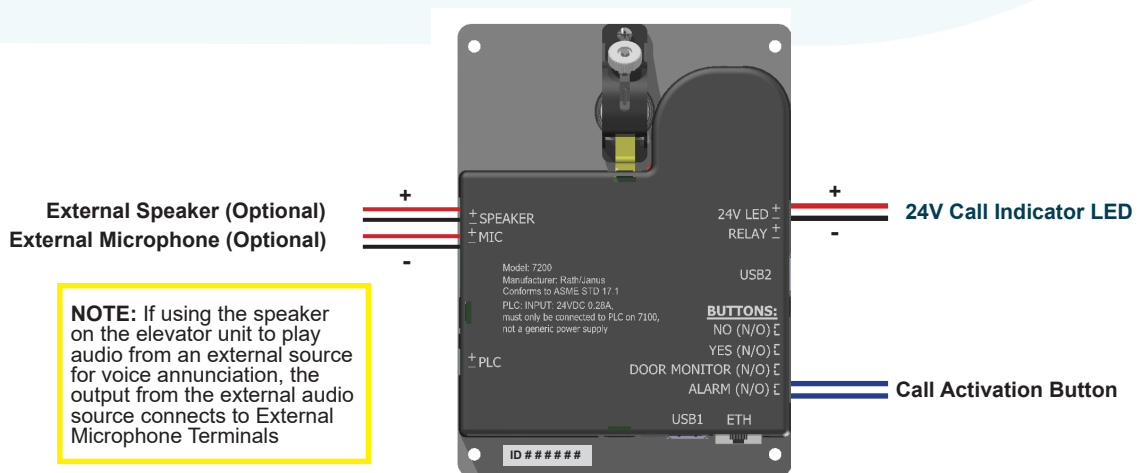 +
External Speaker (Optional)
External Microphone (Optional)
-
NOTE: If using the speaker
on the elevator unit to play
audio from an external source
for voice annunciation, the
output from the external audio
source connects to External
Microphone Terminals
+
- SPEAKER
+
- MIC
Model: 7200
Manufacturer: Rath/Janus
Conforms to ASME STD 17.1
PLC: INPUT: 24VDC 0.28A,
must only be connected to PLC on 7100,
not a generic power supply
+
- PLC
24V LED +
-
RELAY +
-
USB2
BUTTONS:
NO (N/O)
YES (N/O)
DOOR MONITOR (N/O)
ALARM (N/O)
USB1 ETH
ID # # # # # #
+
24V Call Indicator LED
-
Call Activation Button